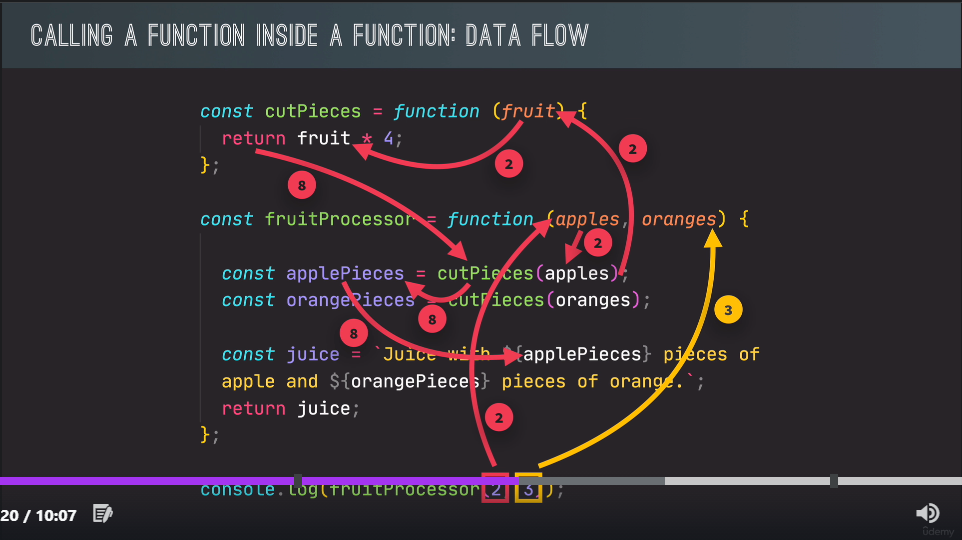 CALLING A FUNCTION INSIDE A FUNCTION: DATA FLOW
const cutPieces = function (fruit) {
return fruit * 4;
};
2
2
8
const fruitProcessor = function (apples, oranges) {
2
const applePieces = cutPieces(apples);
const orangePieces = cutPieces(oranges);
3
8
8
const juice = `Juice with ${applePieces} pieces of
apple and ${orangePieces} pieces of orange.`;
return juice;
2
};
console.log(fruitProcessor(2, 3));
20 / 10:07
ûdemy